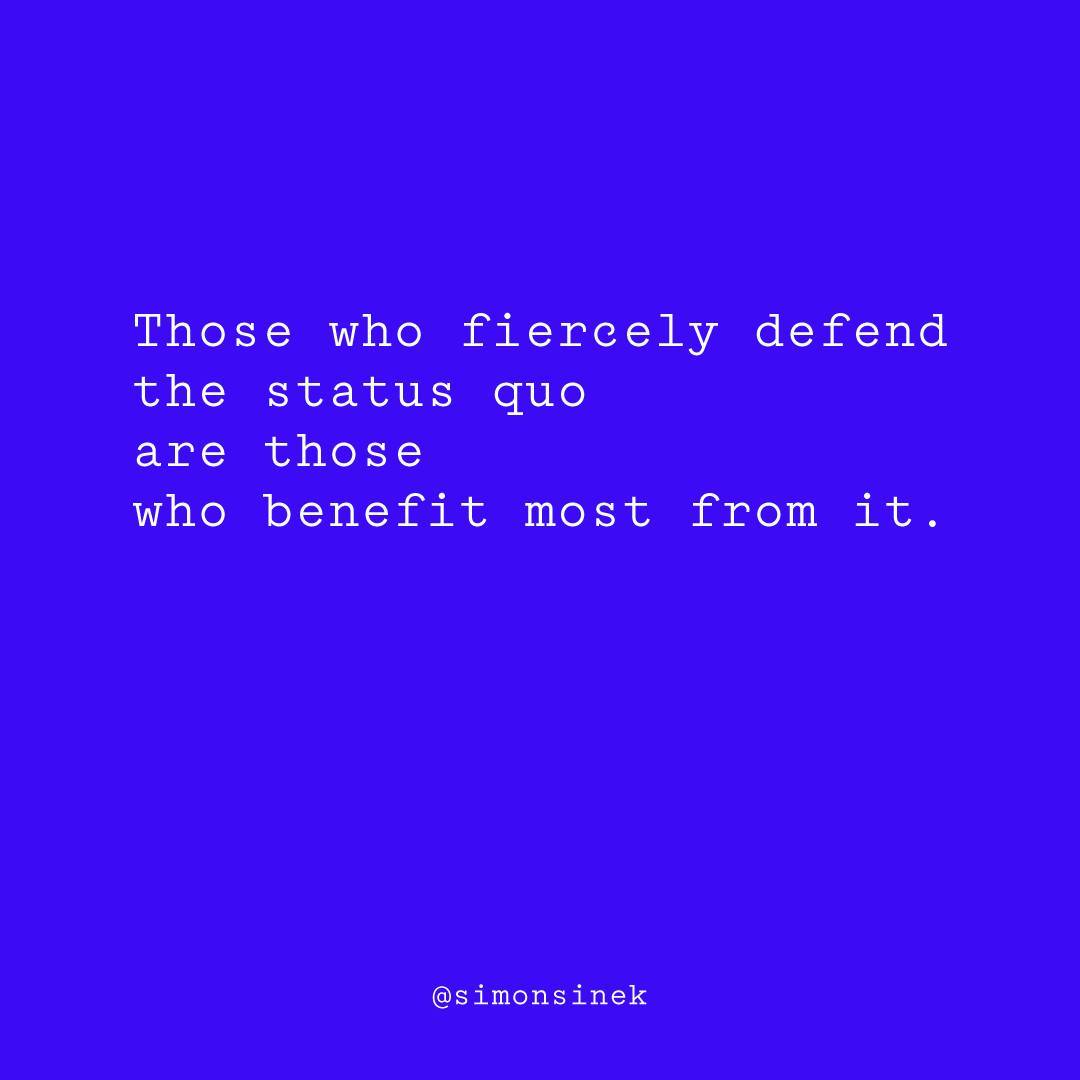 Those who fiercely defend
the status quo
are those
who benefit most from it.
@simonsinek